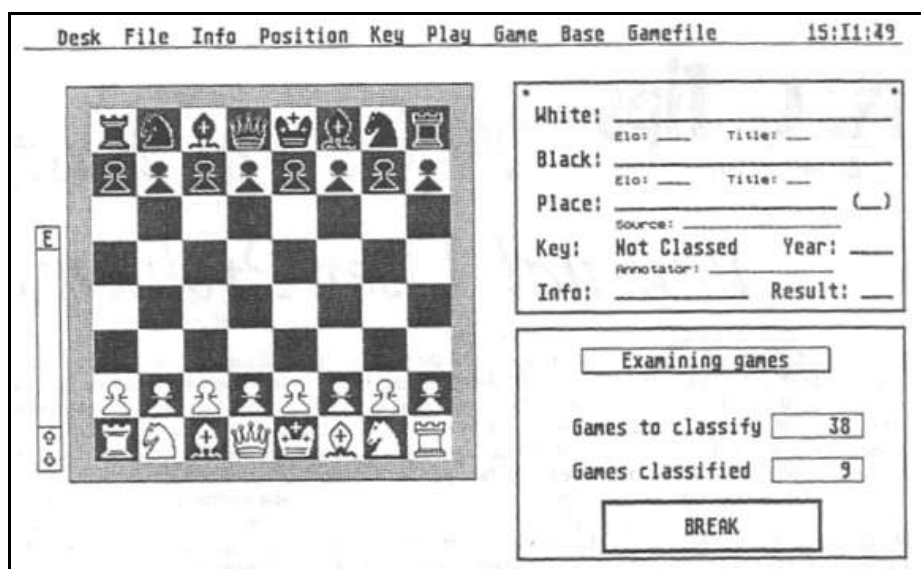 Desk File Info Position Key Play Game Base Gamefile 15:11:49
White:
Elo: Title:
Black:
Elo: Title:
Place: ( )
Source:
Key: Not Classed Year:
Annotator:
Info: Result:
E
Examining games
Games to classify 38
Games classified 9
BREAK